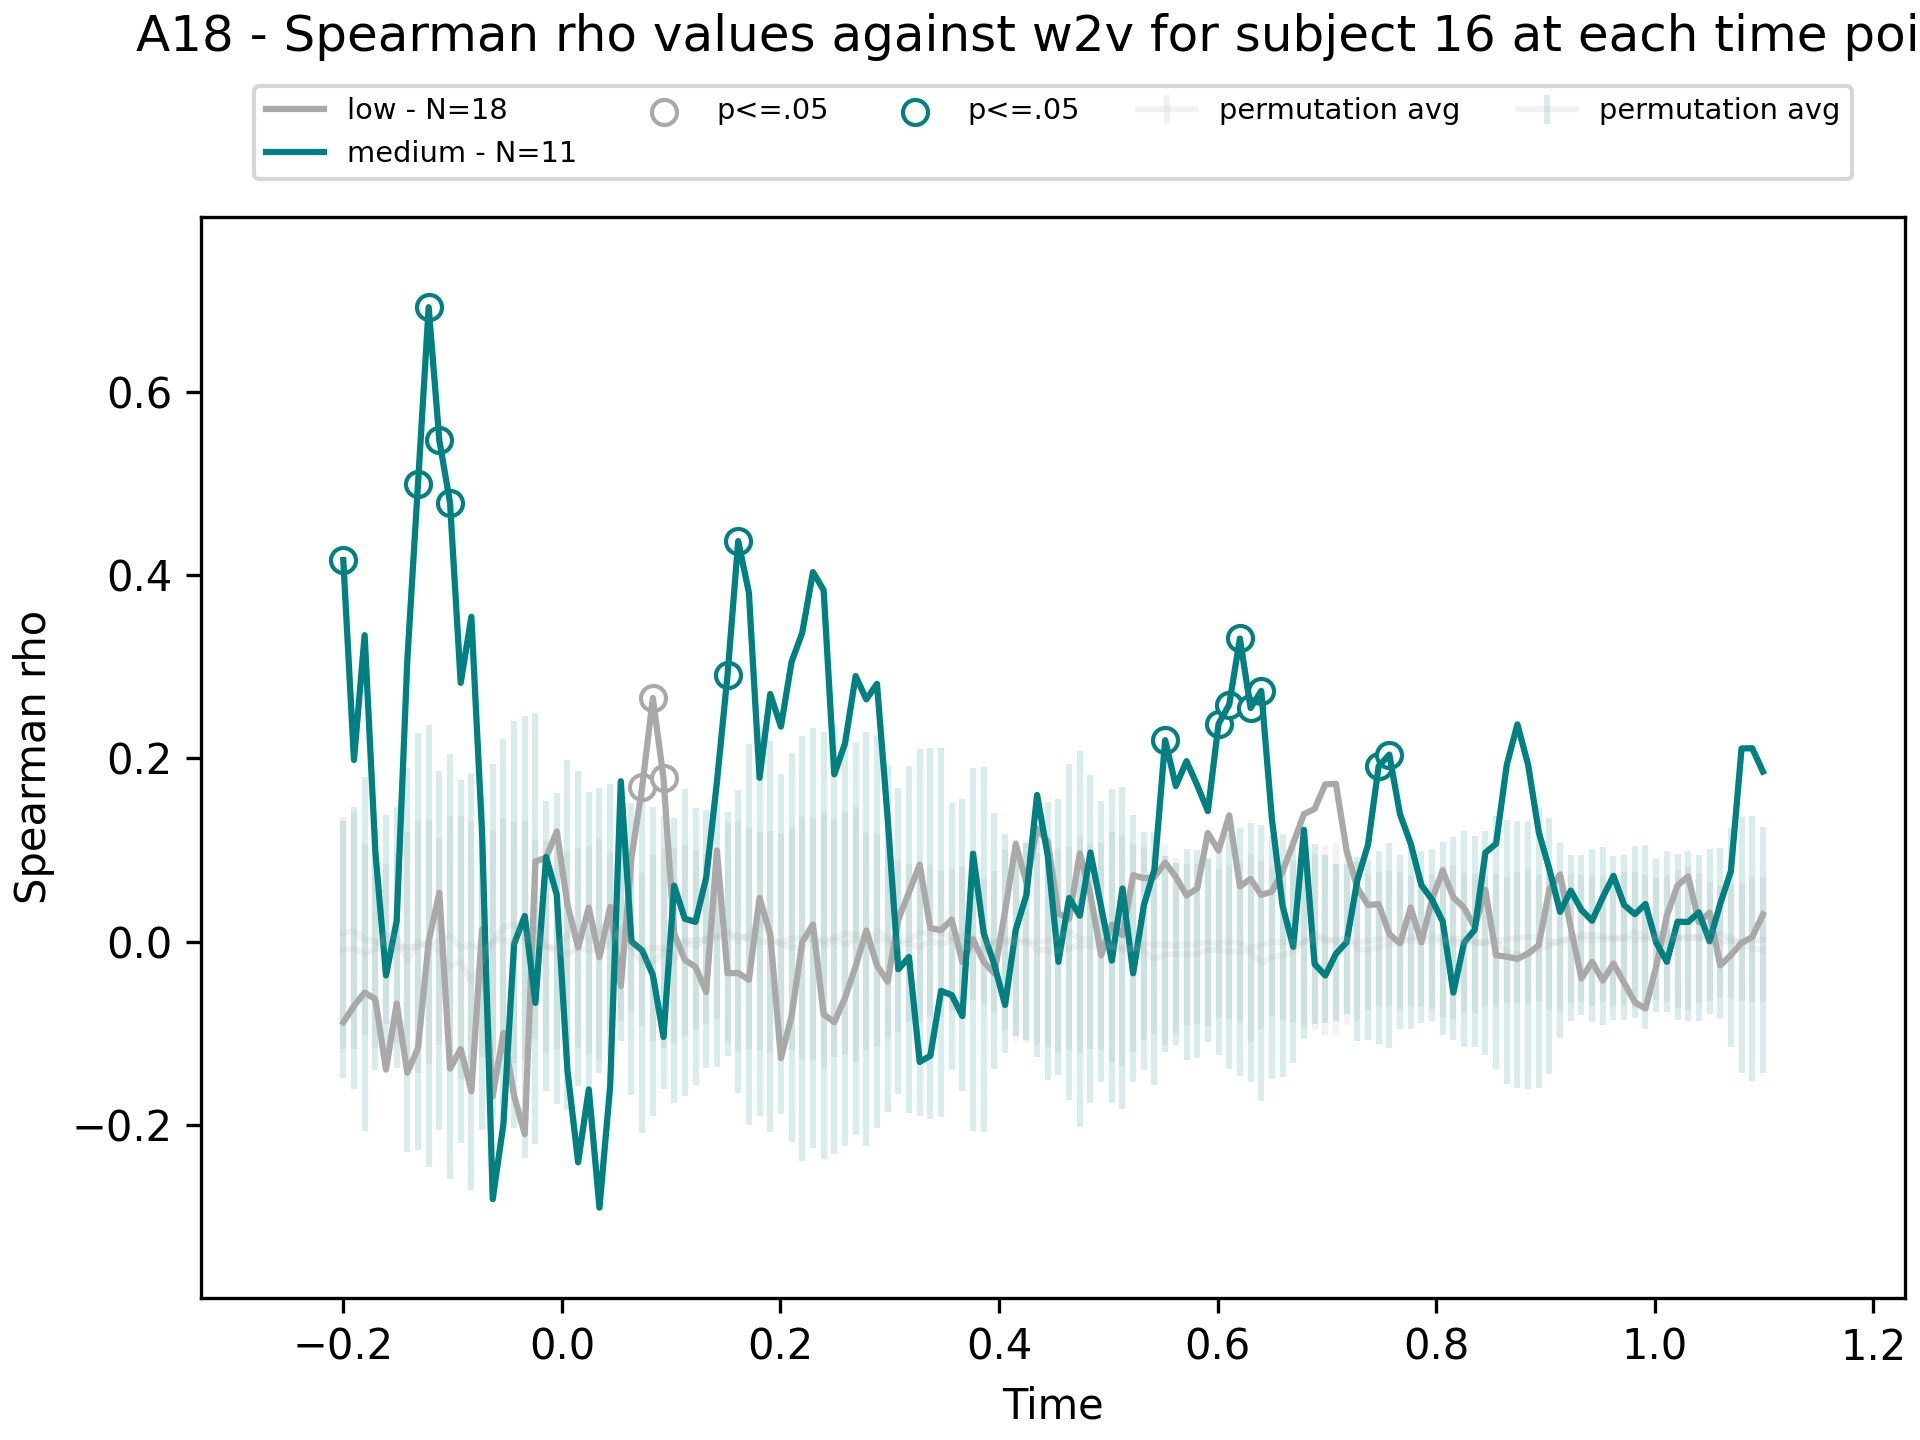 A18 - Spearman rho values against w2v for subject 16 at each time poi
low - N=18 p<=.05 p<=.05 permutation avg permutation avg
medium - N=11
Spearman rho
0.6
0.4
0.2
0.0
−0.2
−0.2 0.0 0.2 0.4 0.6 0.8 1.0 1.2
Time